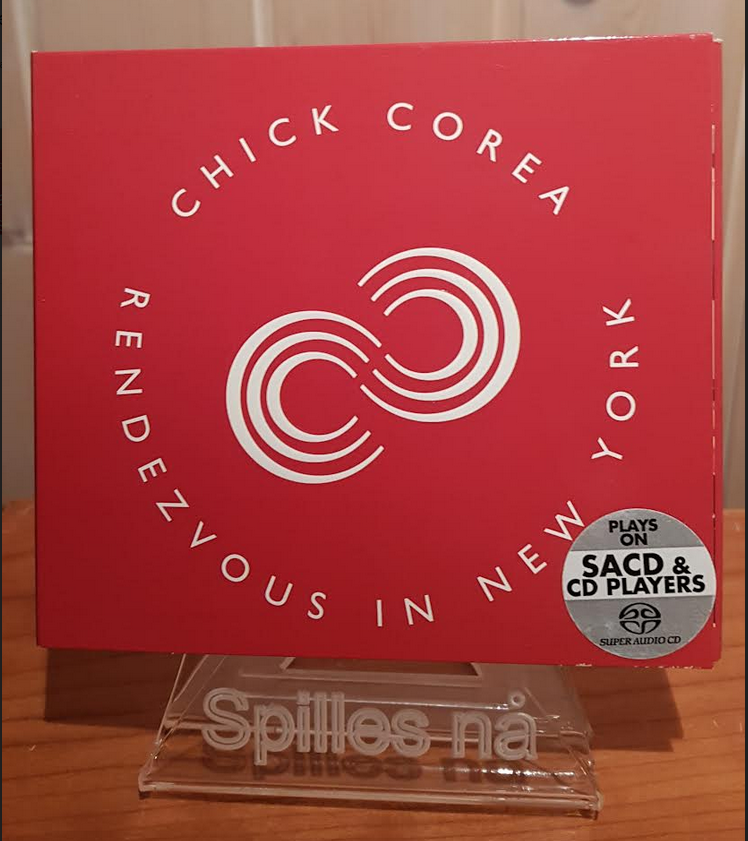 CHICK COREA
RENDEZVOUS IN NEW YORK
PLAYS
ON
SACD &
CD PLAYERS
SUPER AUDIO CD
Spilles nå